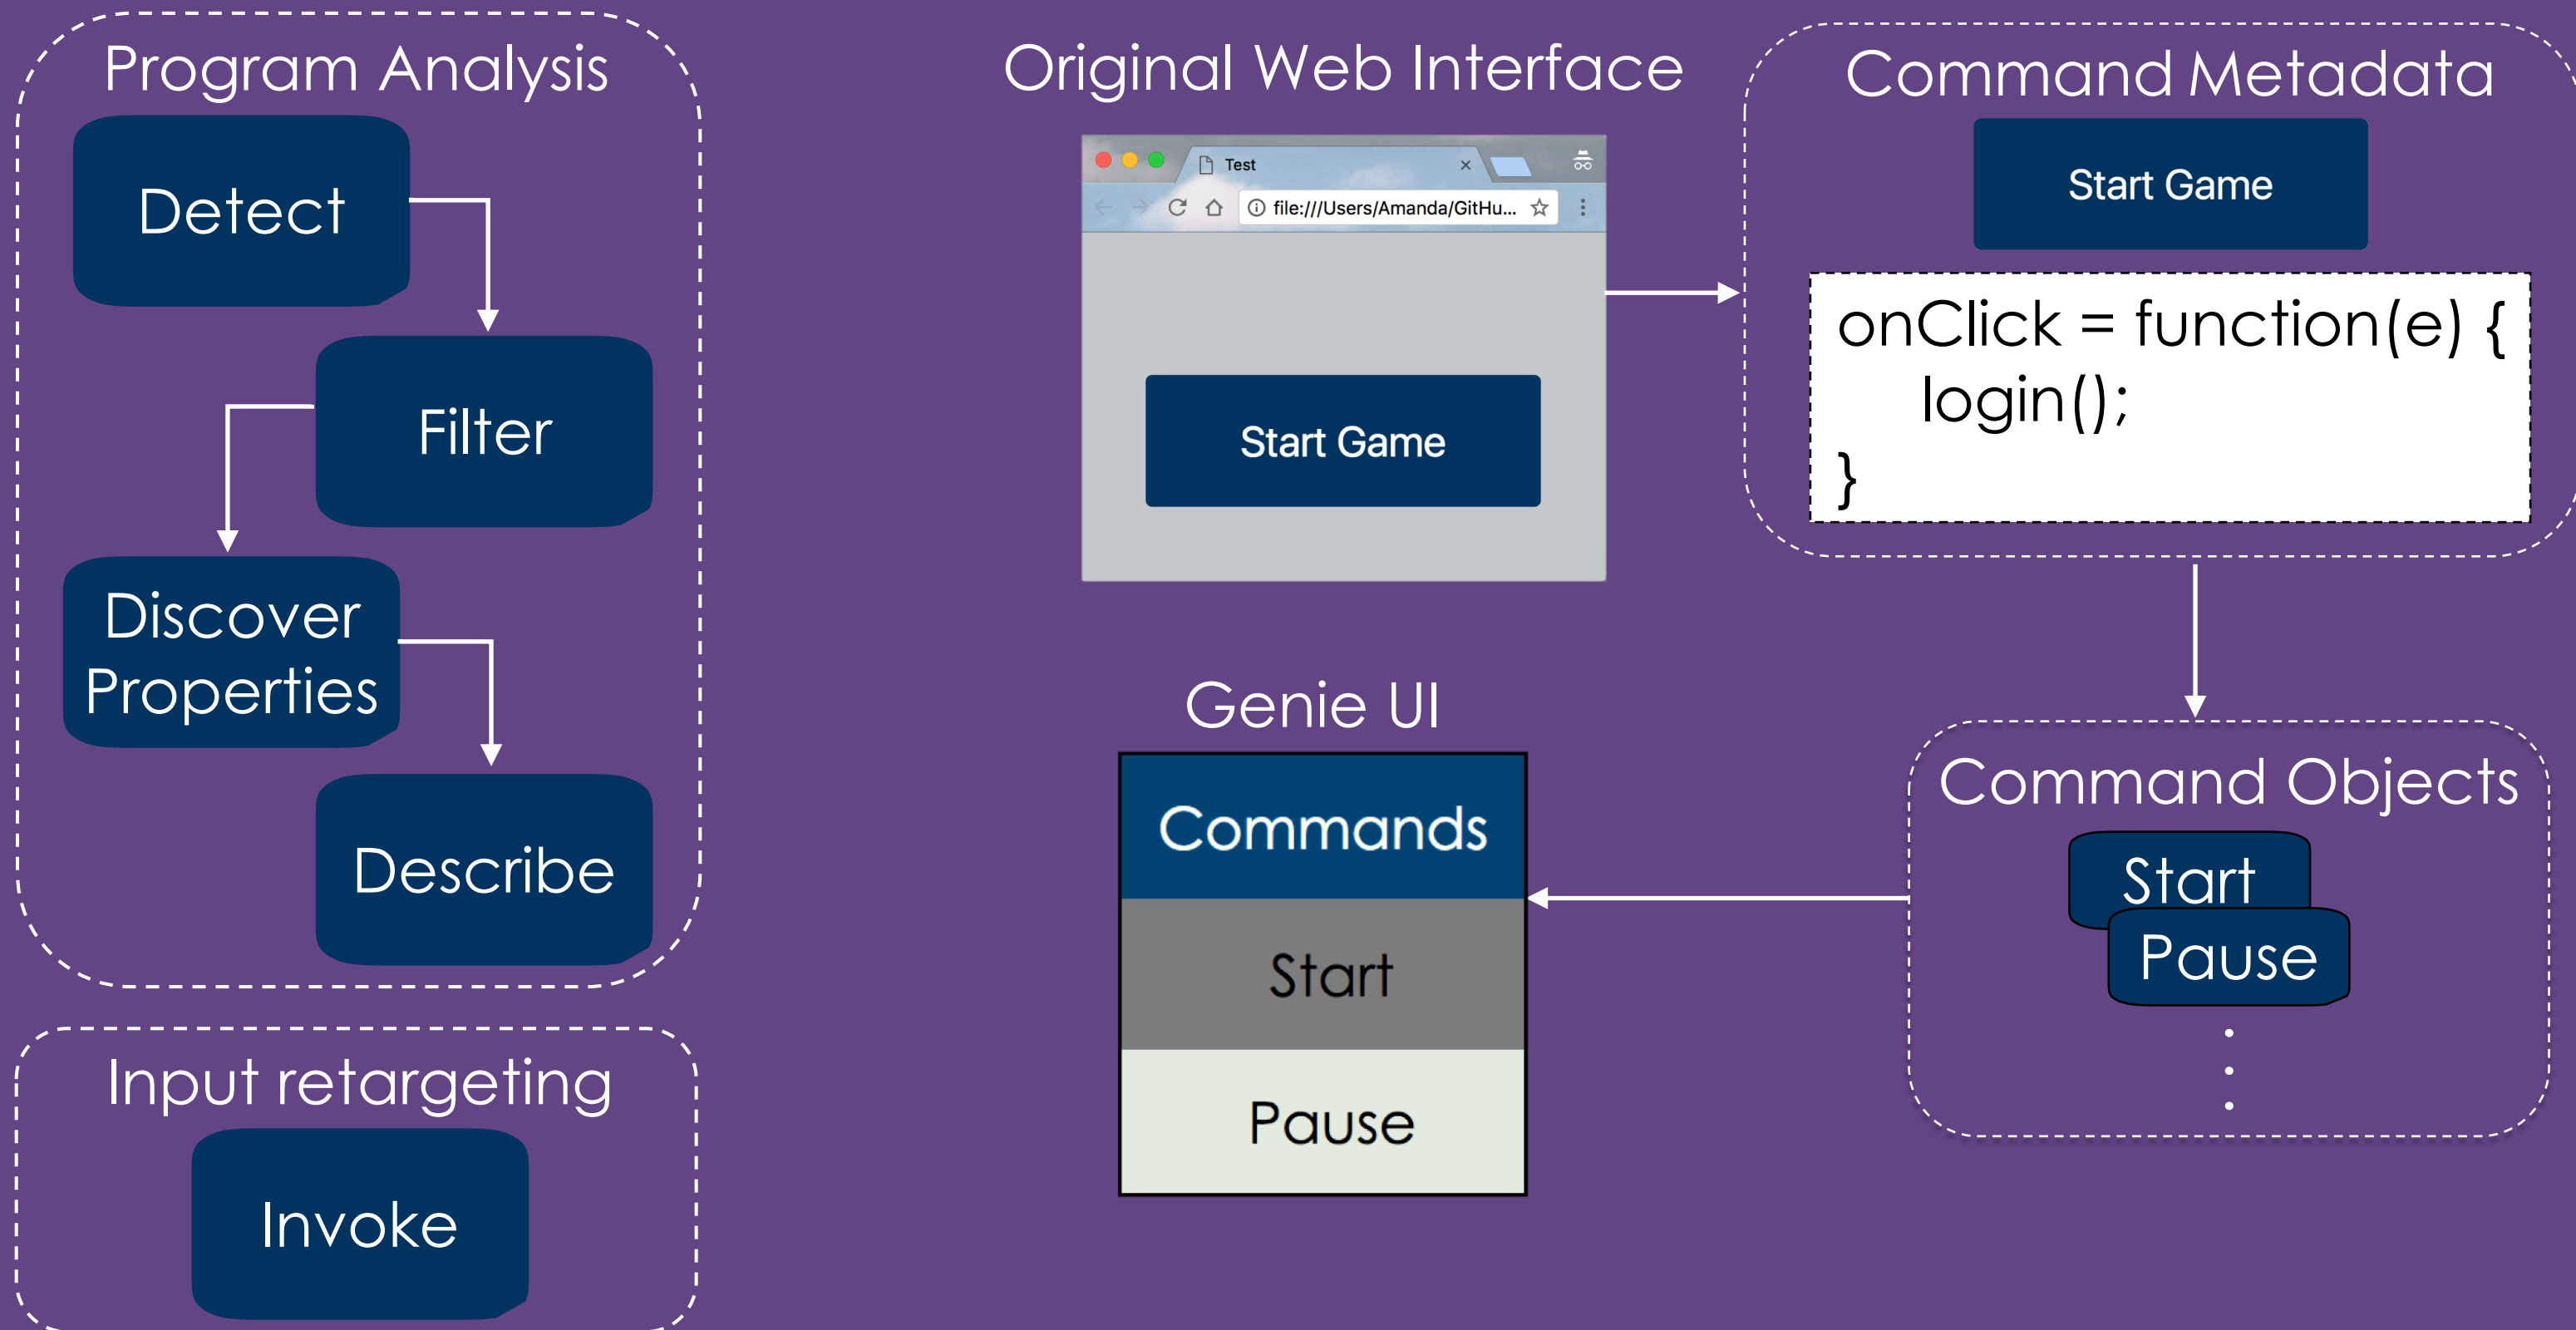 Program Analysis
Detect
Filter
Discover
Properties
Describe
Input retargeting
Invoke
Original Web Interface
Test
file:///Users/Amanda/GitHu...
Start Game
Command Metadata
Start Game
onClick = function(e) {
login();
}
Genie UI
Commands
Start
Pause
Command Objects
Start
Pause
.
.
.